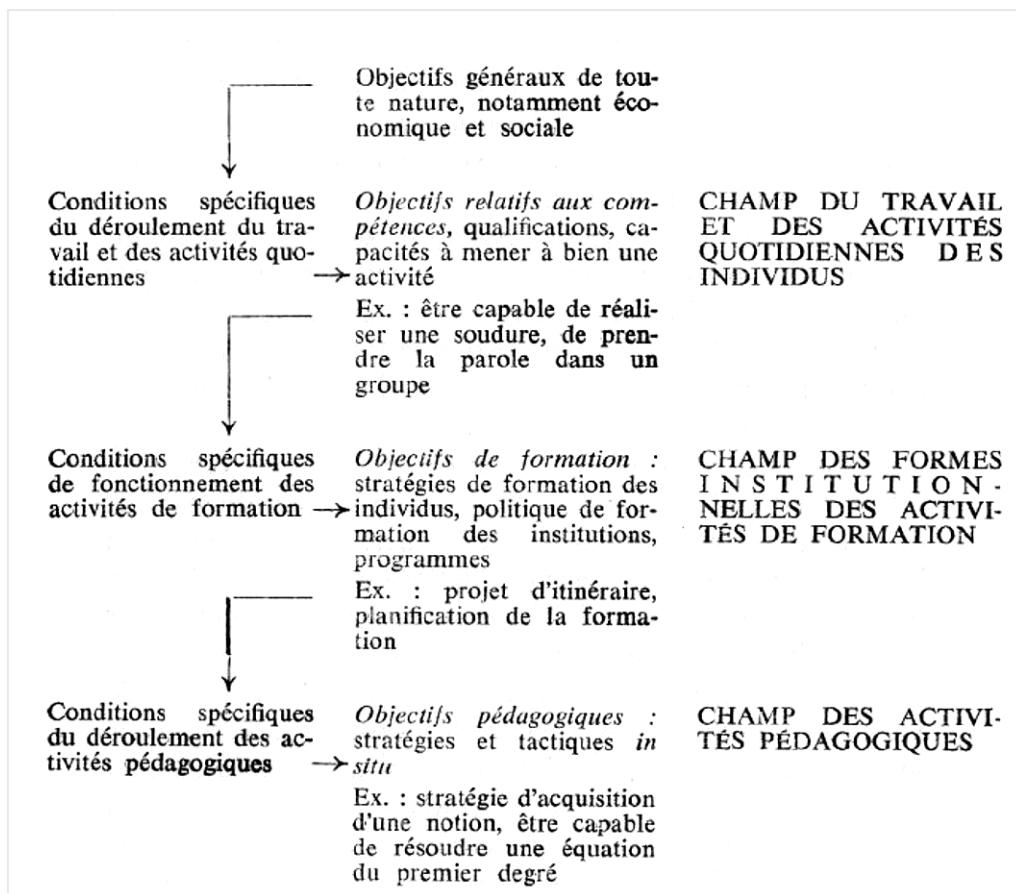 Objectifs généraux de tou-
te nature, notamment éco-
nomique et sociale
Conditions spécifiques
du déroulement du tra-
vail et des activités quo-
tidiennes
Objectifs relatifs aux com-
pétences, qualifications, ca-
pacités à mener à bien une
activité
Ex. : être capable de réali-
ser une soudure, de pren-
dre la parole dans un
groupe
CHAMP DU TRAVAIL
ET DES ACTIVITÉS
QUOTIDIENNES DES
INDIVIDUS
Conditions spécifiques
de fonctionnement des
activités de formation
Objectifs de formation :
stratégies de formation des
individus, politique de for-
mation des institutions,
programmes
Ex. : projet d'itinéraire,
planification de la forma-
tion
CHAMP DES FORMES
INSTITUTION-
NELLES DES ACTIVI-
TÉS DE FORMATION
Conditions spécifiques
du déroulement des ac-
tivités pédagogiques
Objectifs pédagogiques :
stratégies et tactiques in
situ
Ex. : stratégie d'acquisition
d'une notion, être capable
de résoudre une équation
du premier degré
CHAMP DES ACTIVI-
TÉS PÉDAGOGIQUES